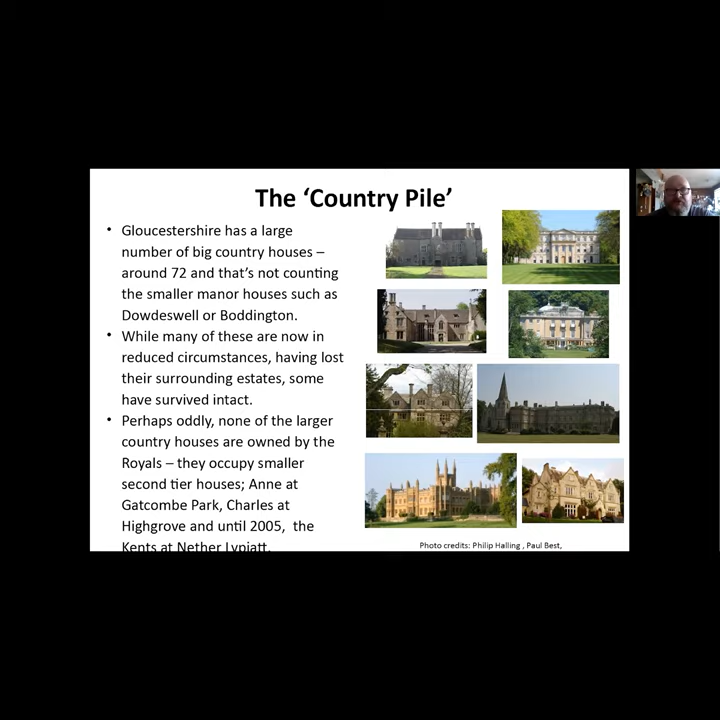 The ‘Country Pile’
• Gloucestershire has a large
number of big country houses –
around 72 and that’s not counting
the smaller manor houses such as
Dowdeswell or Boddington.
• While many of these are now in
reduced circumstances, having lost
their surrounding estates, some
have survived intact.
• Perhaps oddly, none of the larger
country houses are owned by the
Royals – they occupy smaller
second tier houses; Anne at
Gatcombe Park, Charles at
Highgrove and until 2005,  the
Kents at Nether Lypiatt.
Photo credits: Philip Halling , Paul Best,